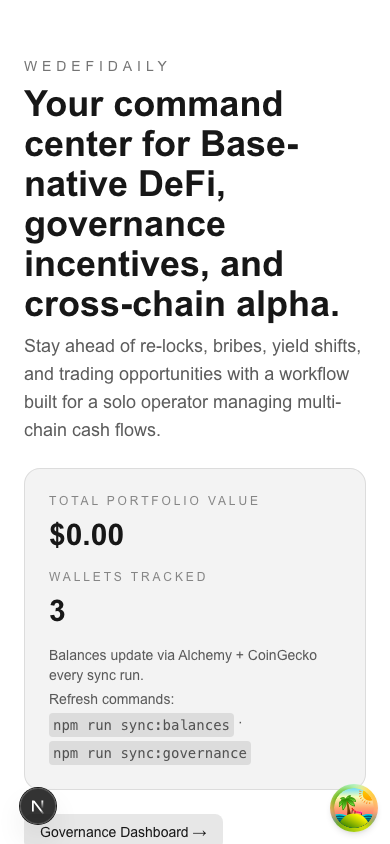 WEDEFIDAILY
Your command
center for Base-
native DeFi,
governance
incentives, and
cross-chain alpha.
Stay ahead of re-locks, bribes, yield shifts,
and trading opportunities with a workflow
built for a solo operator managing multi-
chain cash flows.
TOTAL PORTFOLIO VALUE
$0.00
WALLETS TRACKED
3
Balances update via Alchemy + CoinGecko
every sync run.
Refresh commands:
npm run sync:balances ·
npm run sync:governance
N
Governance Dashboard →